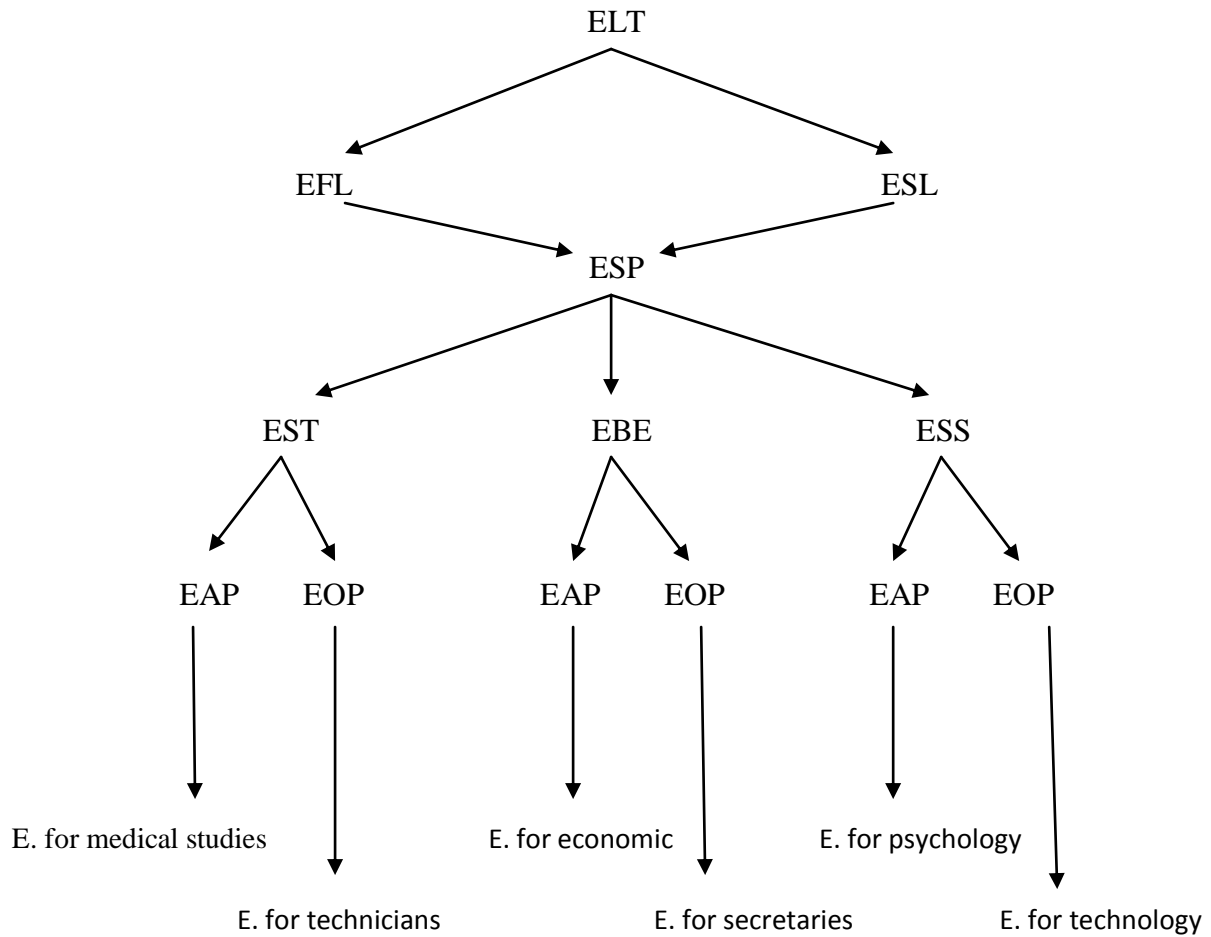 ELT
EFL ESL
ESP
EST EBE ESS
EAP EOP EAP EOP EAP EOP
E. for medical studies E. for economic E. for psychology
E. for technicians E. for secretaries E. for technology